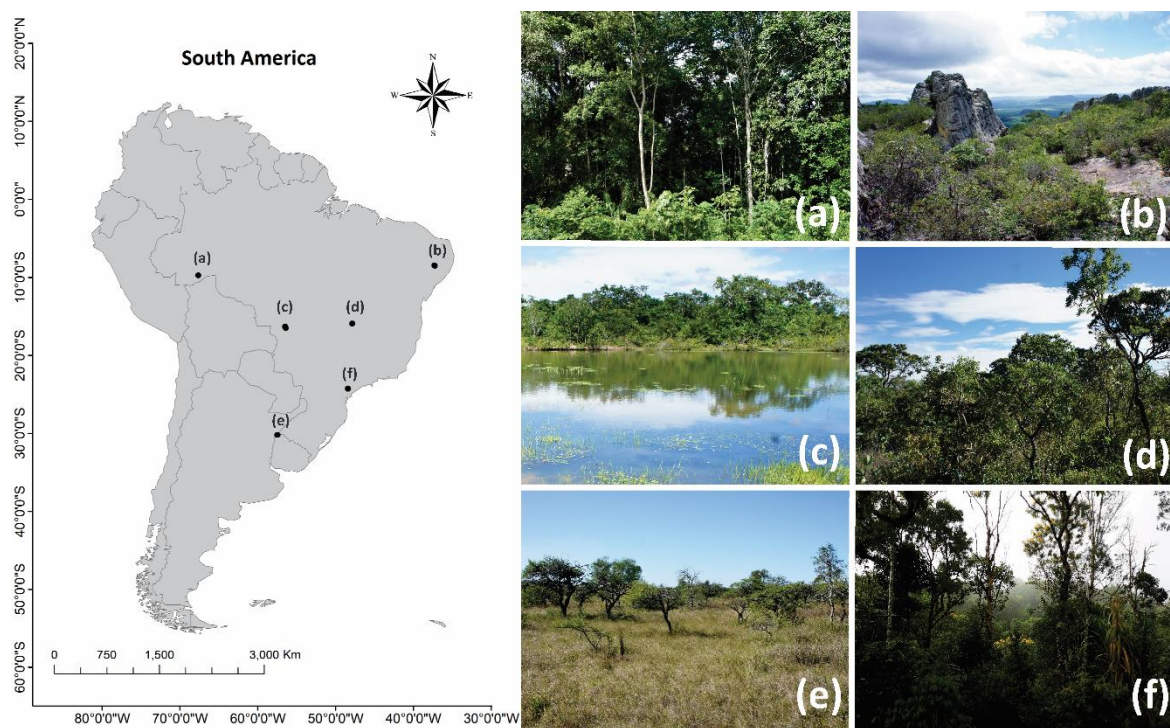 South America
N
W
E
S
20°0'0"N
10°0'0"N
0°0'0"
10°0'0"S
20°0'0"S
30°0'0"S
40°0'0"S
50°0'0"S
60°0'0"S
(a)
(b)
(c)
(d)
(f)
(e)
0 750 1,500 3,000 Km
80°0'0"W 70°0'0"W 60°0'0"W 50°0'0"W 40°0'0"W 30°0'0"W
(a)
(b)
(c)
(d)
(e)
(f)